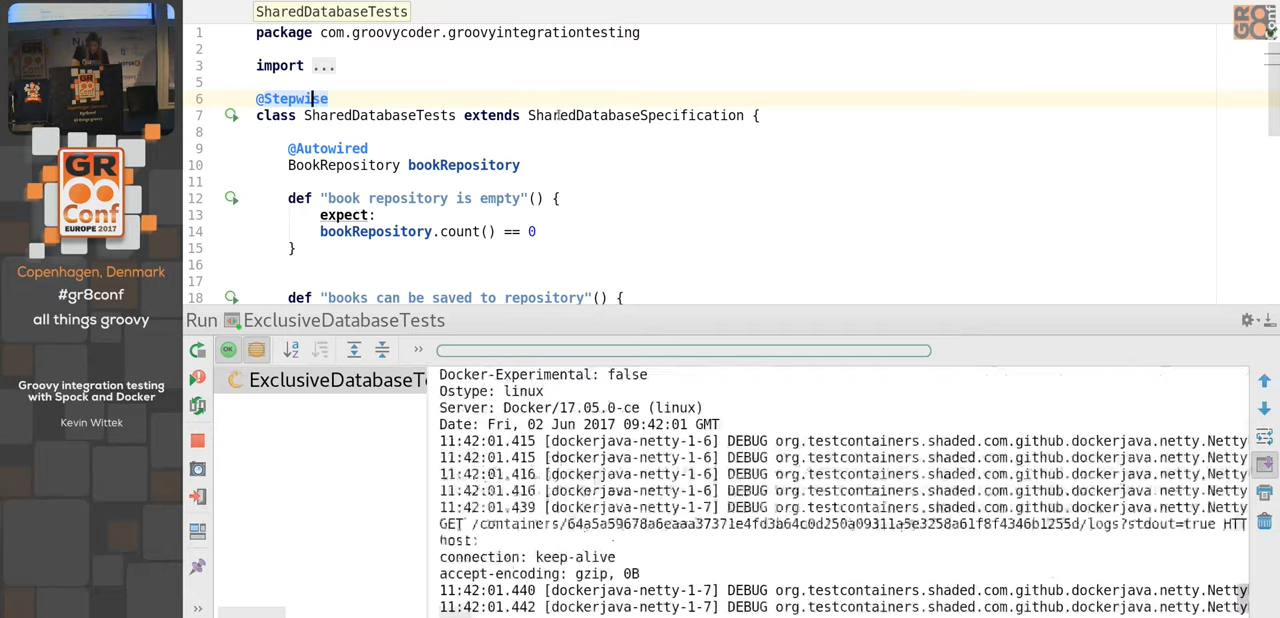 SharedDatabaseTests
1 package com.groovycoder.groovyintegrationtesting
2
3 import ...
5
6 @Stepwise
7 class SharedDatabaseTests extends SharedDatabaseSpecification {
8
9 @Autowired
10 BookRepository bookRepository
11
12 def "book repository is empty"() {
13 expect:
14 bookRepository.count() == 0
15 }
16
17
18 def "books can be saved to repository"() {
Run ExclusiveDatabaseTests
OK
ExclusiveDatabaseT
Docker-Experimental: false
Ostype: linux
Server: Docker/17.05.0-ce (linux)
Date: Fri, 02 Jun 2017 09:42:01 GMT
11:42:01.415 [dockerjava-netty-1-6] DEBUG org.testcontainers.shaded.com.github.dockerjava.netty.Netty
11:42:01.415 [dockerjava-netty-1-6] DEBUG org.testcontainers.shaded.com.github.dockerjava.netty.Netty
11:42:01.416 [dockerjava-netty-1-6] DEBUG org.testcontainers.shaded.com.github.dockerjava.netty.Netty
11:42:01.416 [dockerjava-netty-1-6] DEBUG org.testcontainers.shaded.com.github.dockerjava.netty.Netty
11:42:01.439 [dockerjava-netty-1-7] DEBUG org.testcontainers.shaded.com.github.dockerjava.netty.Netty
GET
host:
connection: keep-alive
accept-encoding: gzip, 0B
11:42:01.440 [dockerjava-netty-1-7] DEBUG org.testcontainers.shaded.com.github.dockerjava.netty.Netty
11:42:01.442 [dockerjava-netty-1-7] DEBUG org.testcontainers.shaded.com.github.dockerjava.netty.Netty
GR
Conf
EUROPE 2017
Copenhagen, Denmark
#gr8conf
all things groovy
Groovy integration testing
with Spock and Docker
Kevin Wittek